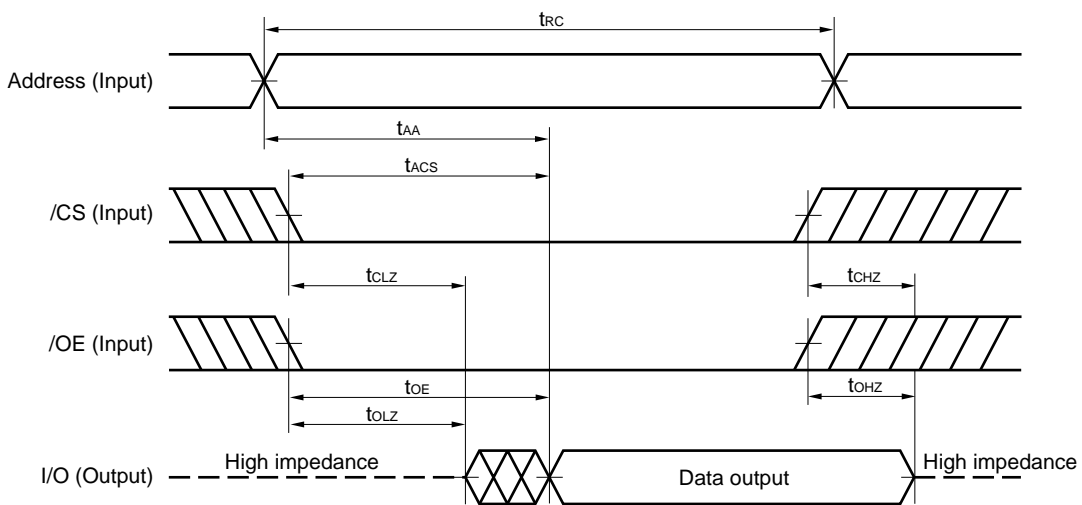 tRC
Address (Input)
tAA
tACS
/CS (Input)
tCLZ
tCHZ
/OE (Input)
tOE
tOHZ
tOLZ
I/O (Output)
High impedance
Data output
High impedance